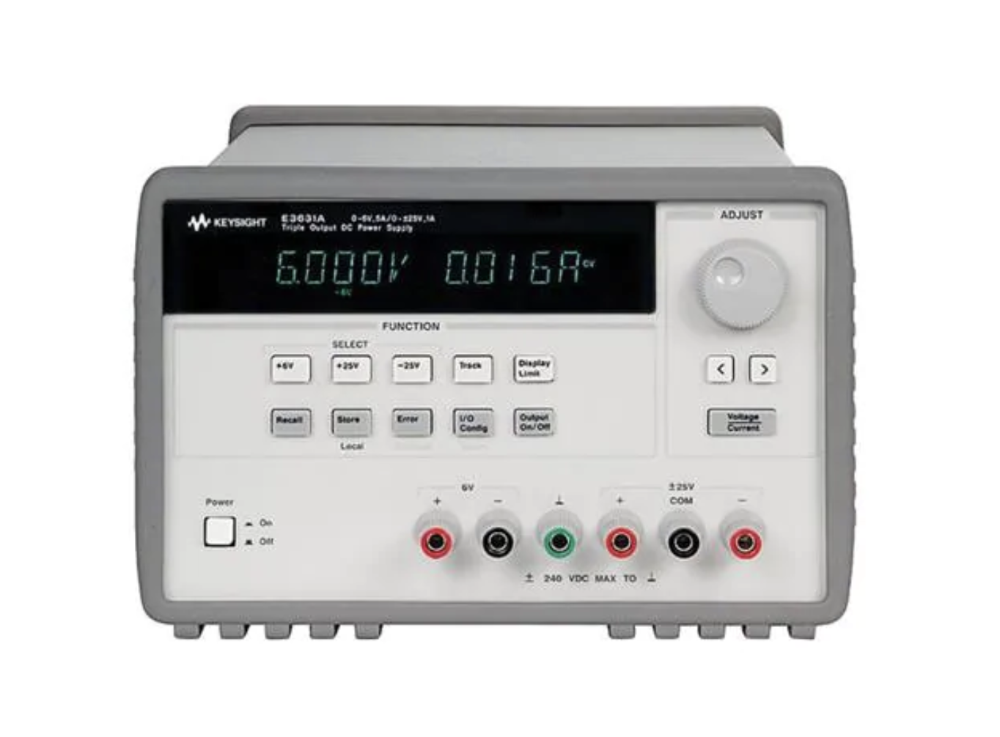 KEYSIGHT E3631A 0-6V,5A/0-±25V,1A
Triple Output DC Power Supply
6.000V 0.016A CV
+6V
ADJUST
FUNCTION
SELECT
+6V +25V -25V Track Display Limit
< >
Recall Store Error I/O Config Output On/Off
Voltage
Current
Local
6V ±25V
+ - ⏊ + COM -
Power
On
Off
± 240 VDC MAX TO ⏊